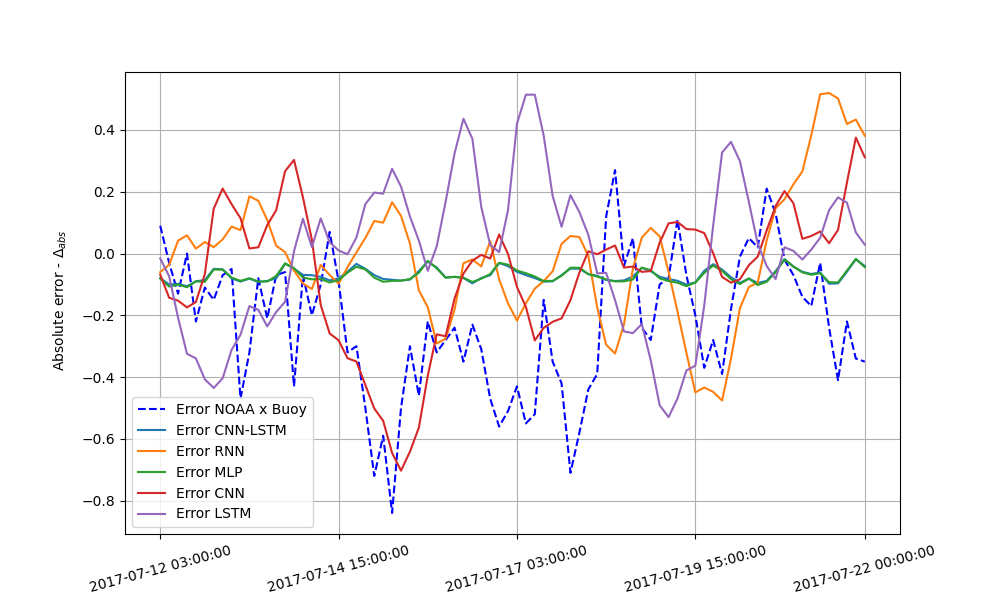 0.4
0.2
0.0
−0.2
−0.4
−0.6
−0.8
Absolute error - Δabs
Error NOAA x Buoy
Error CNN-LSTM
Error RNN
Error MLP
Error CNN
Error LSTM
2017-07-12 03:00:00
2017-07-14 15:00:00
2017-07-17 03:00:00
2017-07-19 15:00:00
2017-07-22 00:00:00